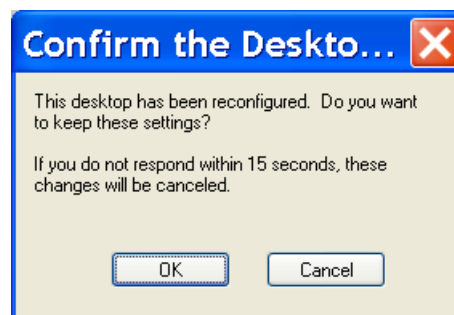 Confirm the Deskto...
This desktop has been reconfigured.  Do you want
to keep these settings?
If you do not respond within 15 seconds, these
changes will be canceled.
OK
Cancel